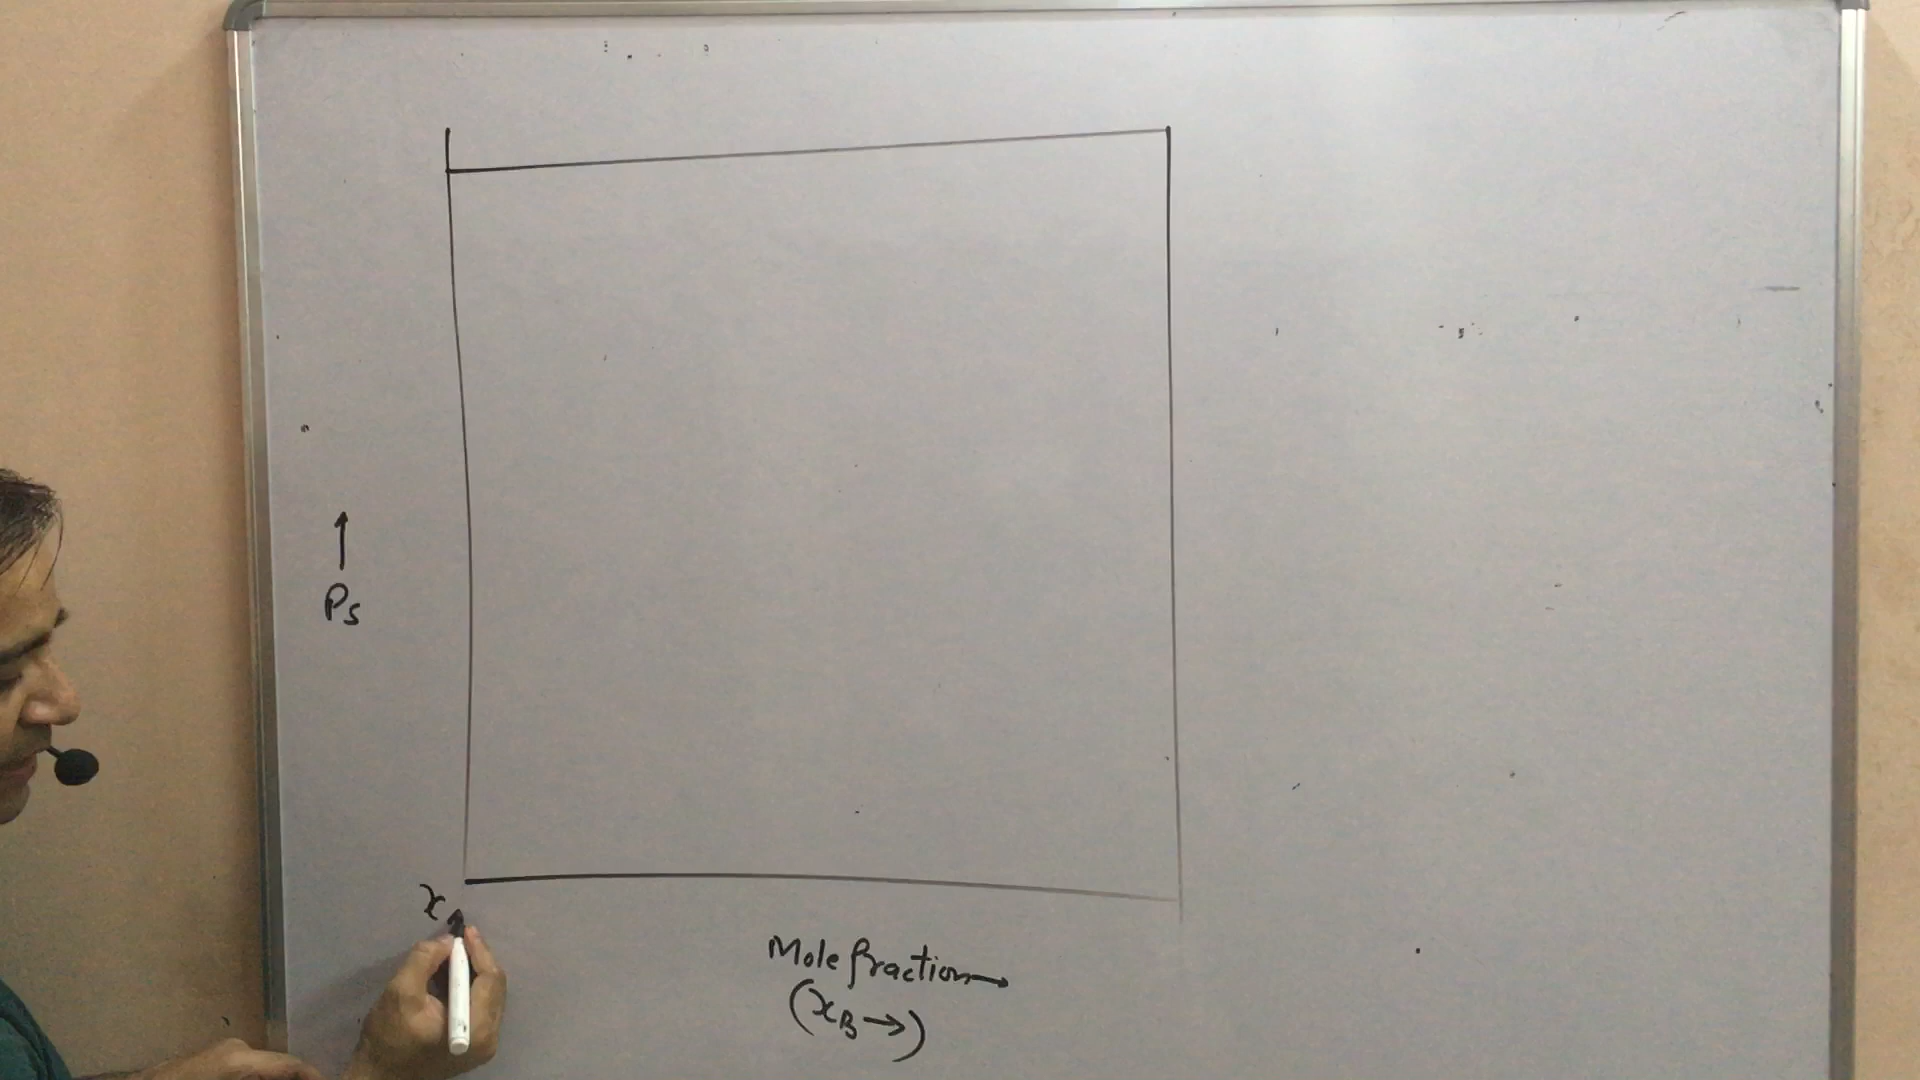 ↑
Ps
x
Mole fraction→
(xB→)